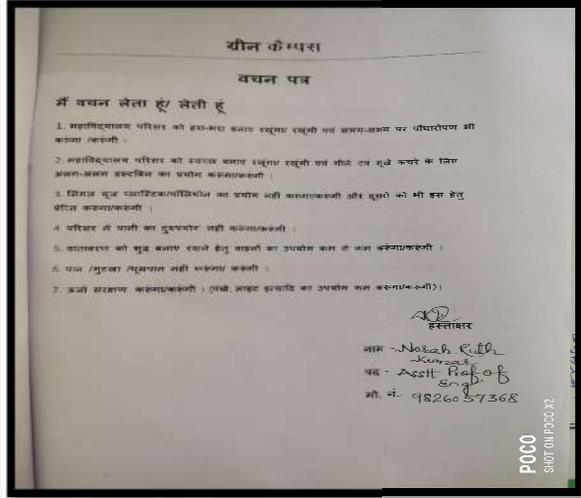 ग्रीन कैम्पस
वचन पत्र
मैं वचन लेता हूं/ लेती हूं
1. महाविद्यालय परिसर को हरा-भरा बनाए रखूंगा/ रखूंगी एवं समय-समय पर पौधारोपण भी
करूंगा /करूंगी ।
2. महाविद्यालय परिसर को स्वच्छ बनाए रखूंगा/ रखूंगी एवं गीले एवं सूखे कचरे के लिए
अलग-अलग डस्टबिन का प्रयोग करूंगा/करूंगी ।
3. सिंगल यूज प्लास्टिक/पॉलिथीन का प्रयोग नहीं करूंगा/करूंगी और दूसरों को भी इस हेतु
प्रेरित करूंगा/करूंगी ।
4. परिसर में पानी का दुरुपयोग नहीं करूंगा/करूंगी ।
5. वातावरण को शुद्ध बनाए रखने हेतु वाहनों का उपयोग कम से कम करूंगा/करूंगी ।
6. पान /गुटखा /धूम्रपान नहीं करूंगा/ करूंगी ।
7. ऊर्जा संरक्षण करूंगा/करूंगी । (पंखे, लाइट इत्यादि का उपयोग कम करूंगा/करूंगी)।
हस्ताक्षर
नाम - Ruth
Kumar
पद - Asstt Prof of
Engl
मो. नं.- 9826057368
POCO
SHOT ON POCO X2